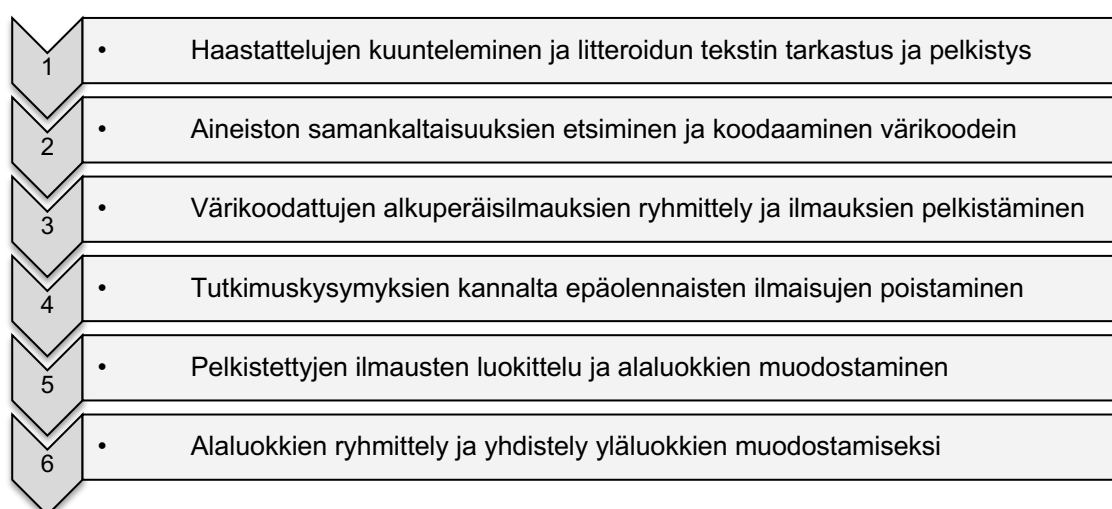 1 • Haastattelujen kuunteleminen ja litteroidun tekstin tarkastus ja pelkistys
2 • Aineiston samankaltaisuuksien etsiminen ja koodaaminen värikoodein
3 • Värikoodattujen alkuperäisilmauksien ryhmittely ja ilmauksien pelkistäminen
4 • Tutkimuskysymyksien kannalta epäolennaisten ilmaisujen poistaminen
5 • Pelkistettyjen ilmausten luokittelu ja alaluokkien muodostaminen
6 • Alaluokkien ryhmittely ja yhdistely yläluokkien muodostamiseksi